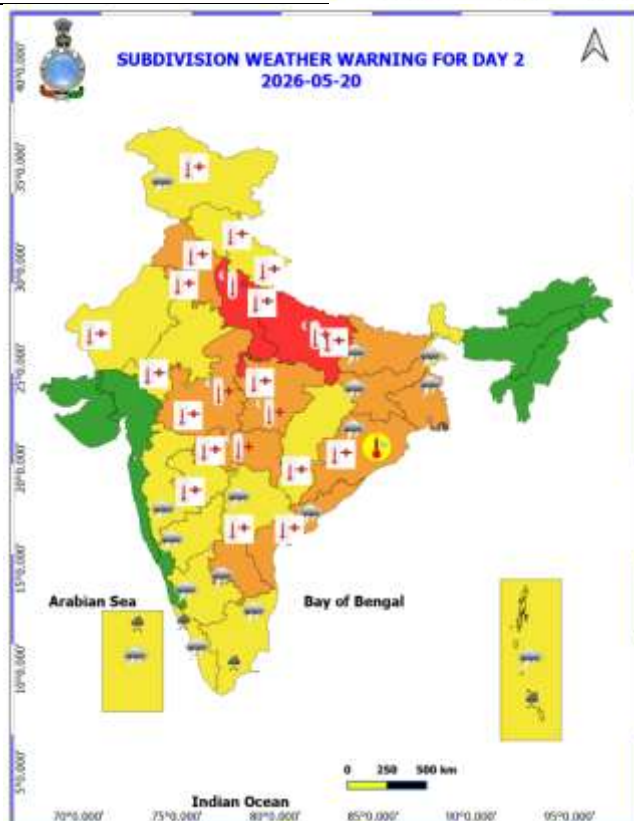 SUBDIVISION WEATHER WARNING FOR DAY 2
2026-05-20
40°0.000'
35°0.000'
30°0.000'
25°0.000'
20°0.000'
15°0.000'
10°0.000'
5°0.000'
Arabian Sea
Bay of Bengal
0 250 500 km
Indian Ocean
70°0.000' 75°0.000' 80°0.000' 85°0.000' 90°0.000' 95°0.000'